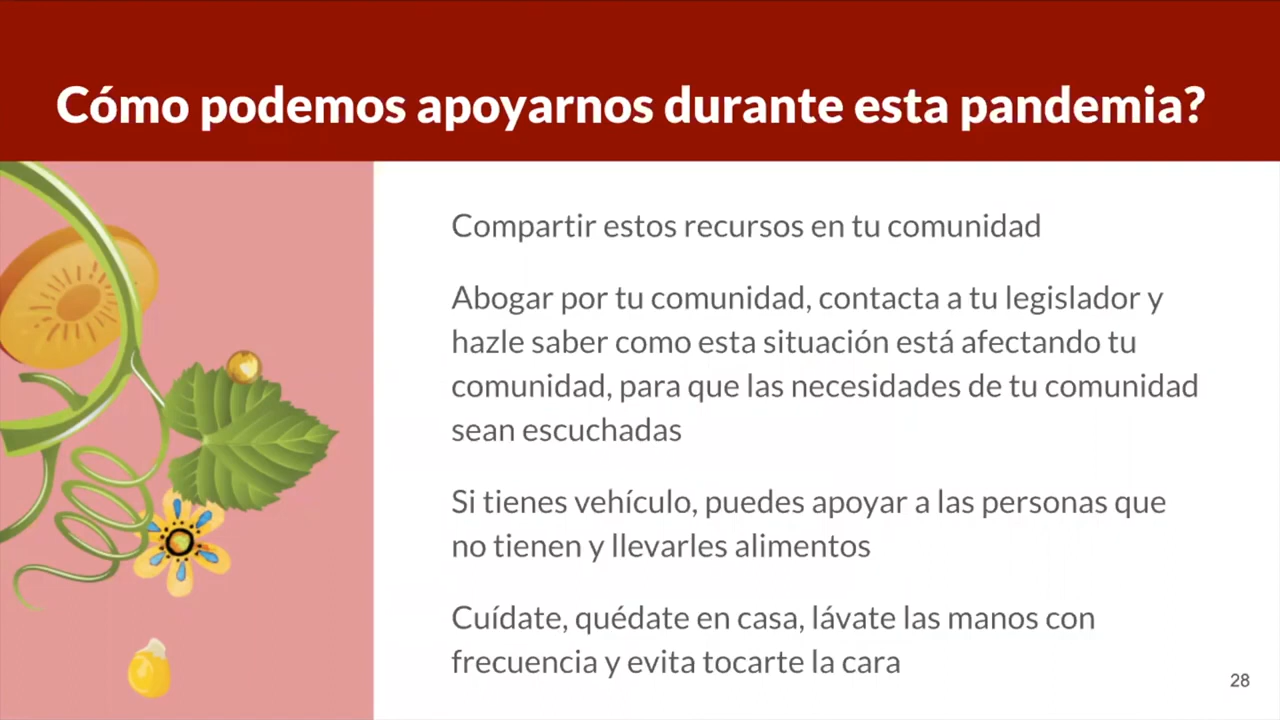 Cómo podemos apoyarnos durante esta pandemia?
Compartir estos recursos en tu comunidad
Abogar por tu comunidad, contacta a tu legislador y
hazle saber como esta situación está afectando tu
comunidad, para que las necesidades de tu comunidad
sean escuchadas
Si tienes vehículo, puedes apoyar a las personas que
no tienen y llevarles alimentos
Cuídate, quédate en casa, lávate las manos con
frecuencia y evita tocarte la cara
28